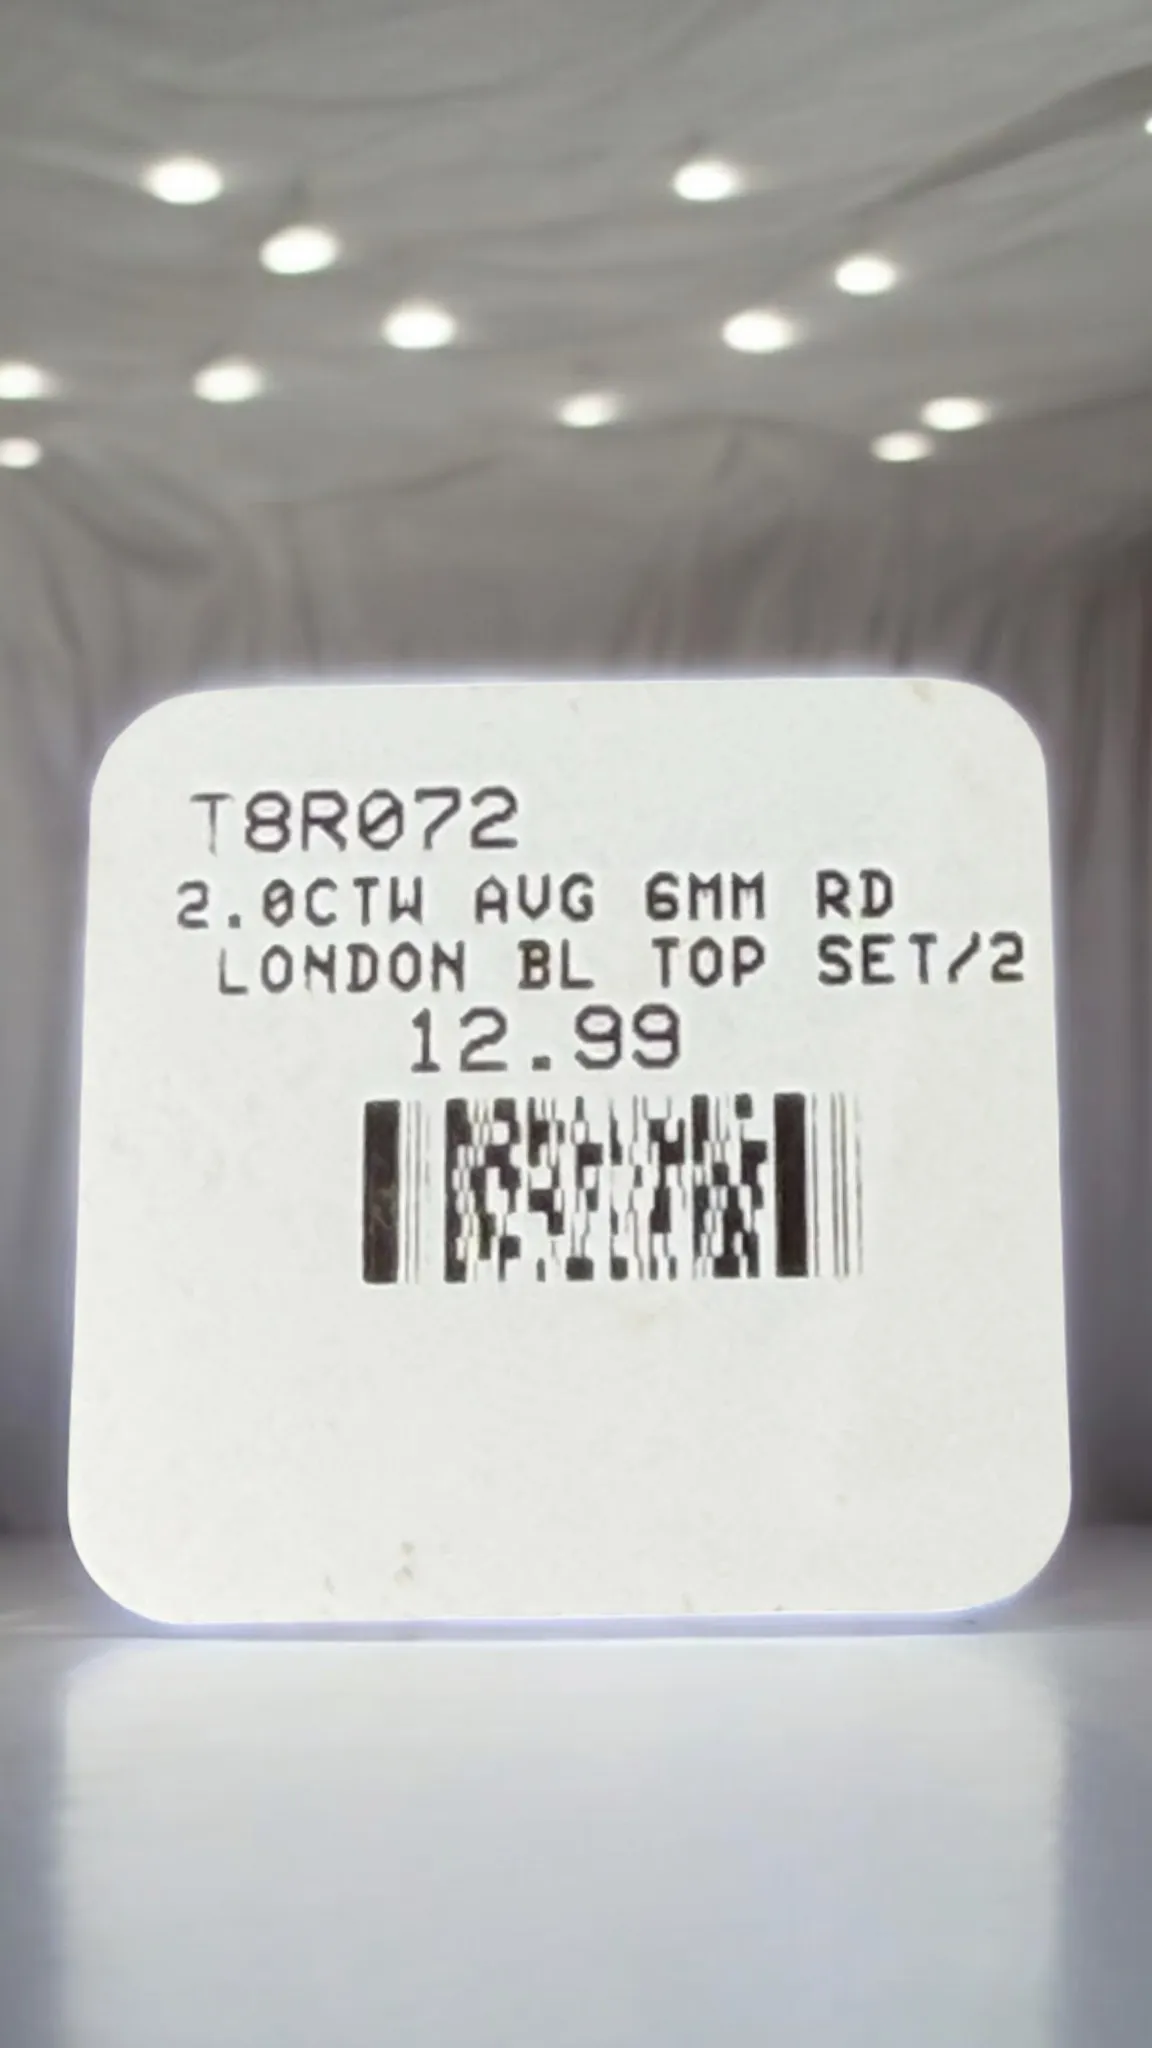 T8R072
2.0CTW AVG 6MM RD
LONDON BL TOP SET/2
12.99